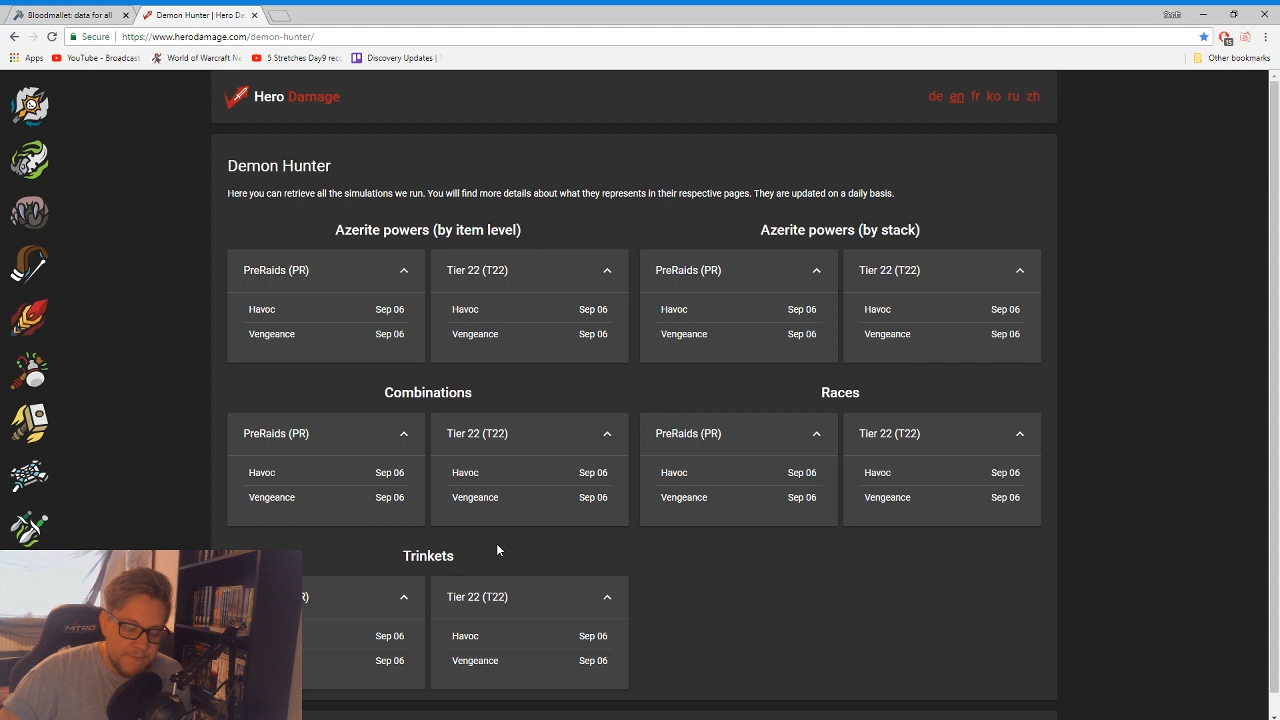 Bloodmallet: data for all
Demon Hunter | Hero Da
Secure
https://www.herodamage.com/demon-hunter/
15
Apps
YouTube - Broadcast
World of Warcraft Ne
5 Stretches Day9 rec
Discovery Updates |
Other bookmarks
Hero Damage
de en fr ko ru zh
Demon Hunter
Here you can retrieve all the simulations we run. You will find more details about what they represents in their respective pages. They are updated on a daily basis.
Azerite powers (by item level)
PreRaids (PR)
Havoc Sep 06
Vengeance Sep 06
Tier 22 (T22)
Havoc Sep 06
Vengeance Sep 06
Azerite powers (by stack)
PreRaids (PR)
Havoc Sep 06
Vengeance Sep 06
Tier 22 (T22)
Havoc Sep 06
Vengeance Sep 06
Combinations
PreRaids (PR)
Havoc Sep 06
Vengeance Sep 06
Tier 22 (T22)
Havoc Sep 06
Vengeance Sep 06
Races
PreRaids (PR)
Havoc Sep 06
Vengeance Sep 06
Tier 22 (T22)
Havoc Sep 06
Vengeance Sep 06
Trinkets
Sep 06
Sep 06
Tier 22 (T22)
Havoc Sep 06
Vengeance Sep 06
NITRO